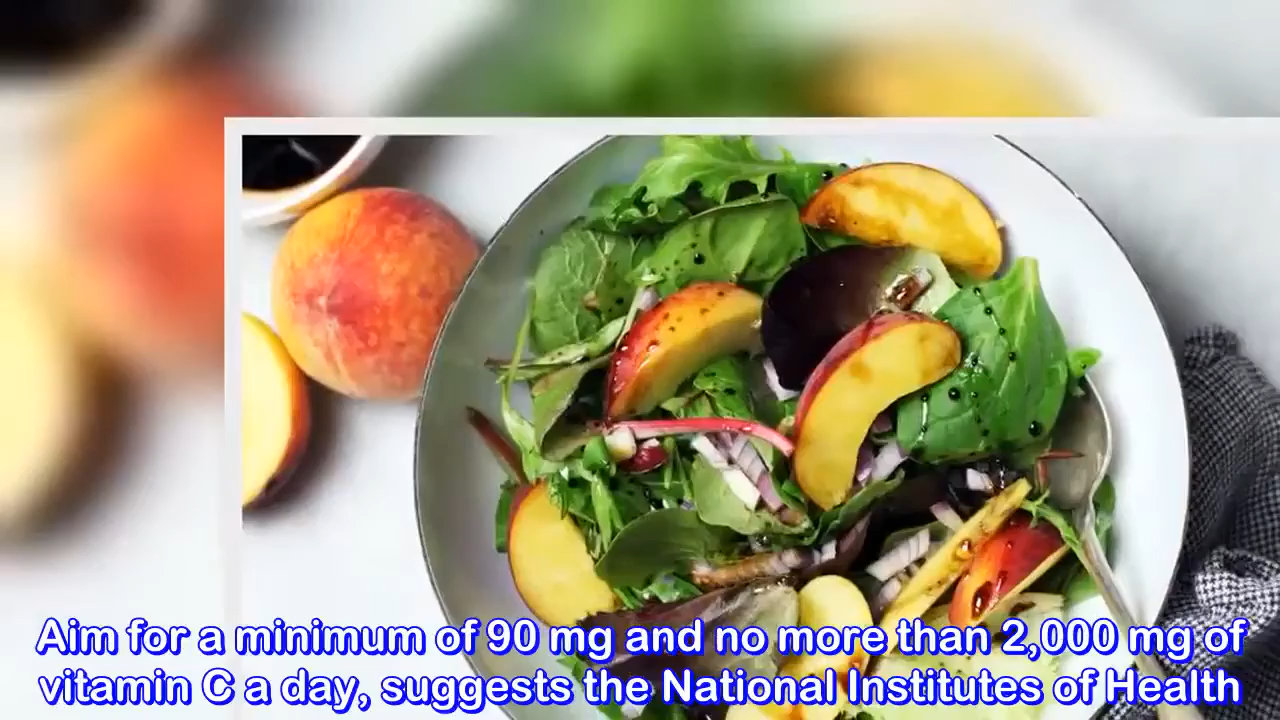 Aim for a minimum of 90 mg and no more than 2,000 mg of
vitamin C a day, suggests the National Institutes of Health